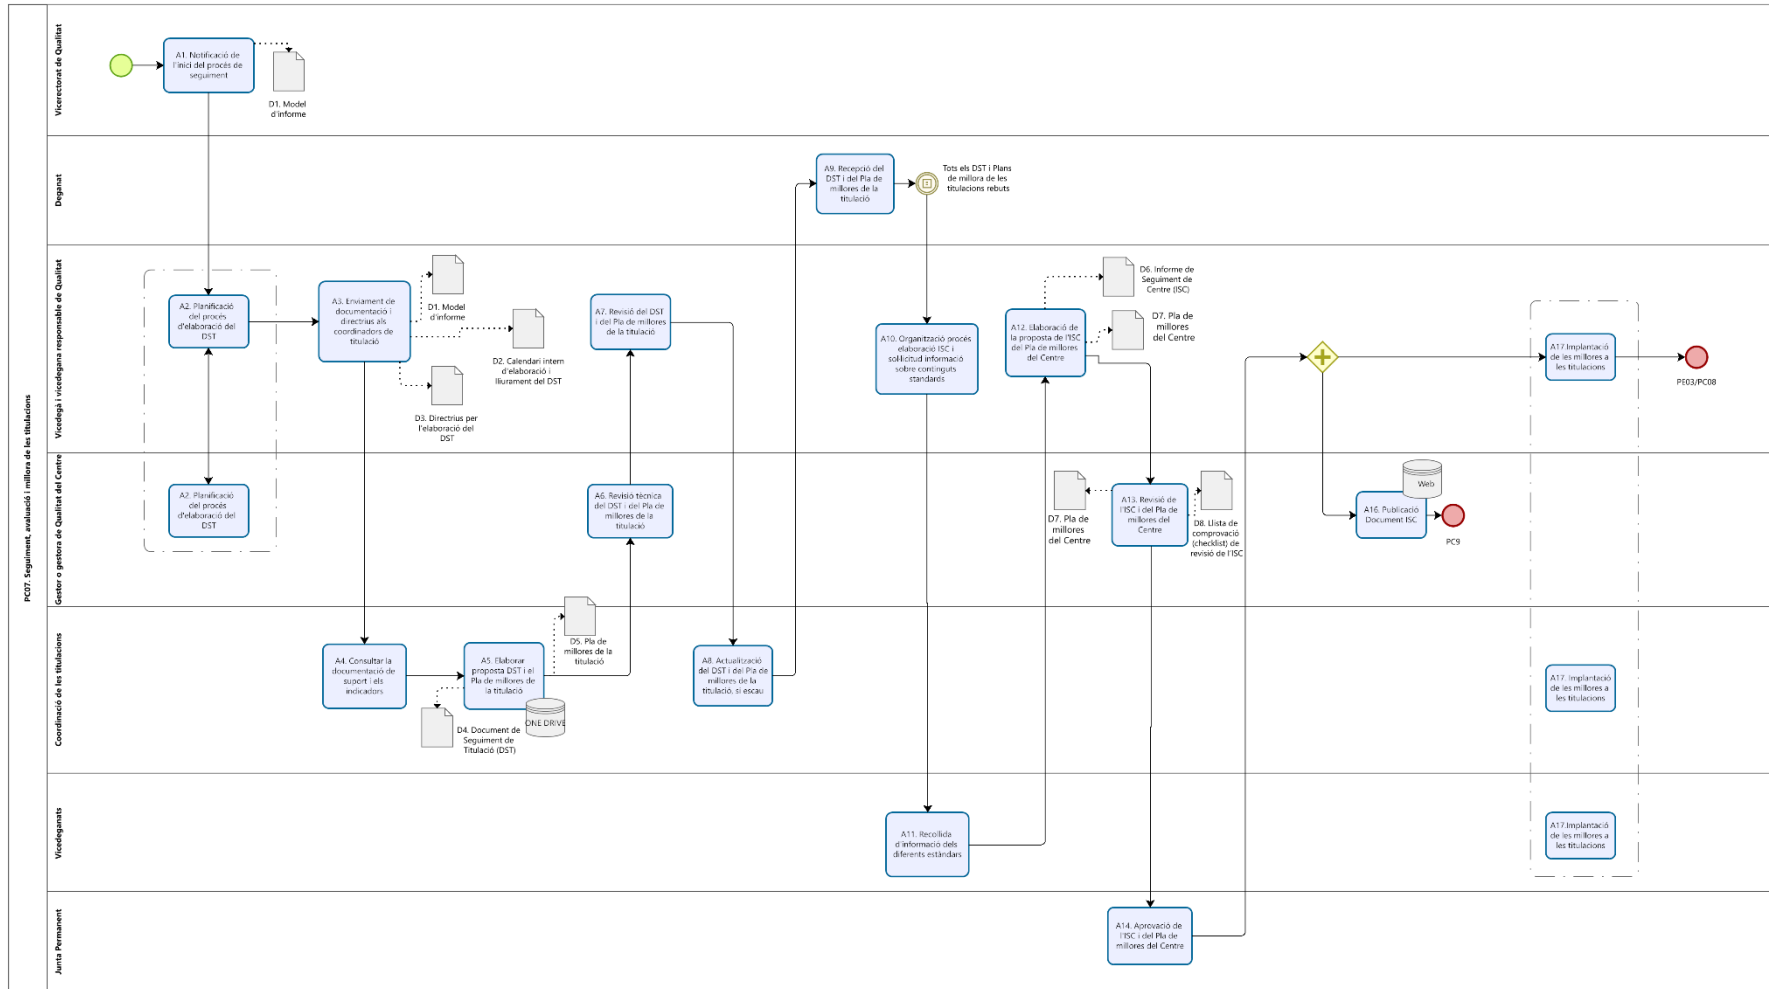 PC07. Seguiment, avaluació i millora de les titulacions
Vicerectorat de Qualitat
A1. Notificació de
l'inici del procés de
seguiment
D1. Model
d'informe
Deganat
A9. Recepció del
DST i del Pla de
millores de la
titulació
Tots els DST i Plans
de millora de les
titulacions rebuts
Vicedegà i vicedegana responsable de Qualitat
A2. Planificació
del procés
d'elaboració del
DST
A3. Enviament de
documentació i
directrius als
coordinadors de
titulació
D1. Model
d'informe
D2. Calendari intern
d'elaboració i
lliurament del DST
D3. Directrius per
l'elaboració del
DST
A7. Revisió del DST
i del Pla de millores
de la titulació
A10. Organització procés
elaboració ISC i
sol·licitud informació
sobre continguts
standards
A12. Elaboració de
la proposta de l'ISC i
del Pla de millores
del Centre
D6. Informe de
Seguiment de
Centre (ISC)
D7. Pla de
millores
del Centre
A17.Implantació
de les millores a
les titulacions
PE03/PC08
Gestor o gestora de Qualitat del Centre
A2. Planificació
del procés
d'elaboració del
DST
A6. Revisió tècnica
del DST i del Pla de
millores de la
titulació
D7. Pla de
millores
del Centre
A13. Revisió de
l'ISC i del Pla de
millores del
Centre
D8. Llista de
comprovació
(checklist) de
revisió de l'ISC
Web
A16. Publicació
Document ISC
PC9
Coordinació de les titulacions
A4. Consultar la
documentació de
suport i els
indicadors
A5. Elaborar
proposta DST i el
Pla de millores de
la titulació
ONE DRIVE
D4. Document de
Seguiment de
Titulació (DST)
D5. Pla de
millores de la
titulació
A8. Actualització
del DST i del Pla de
millores de la
titulació, si escau
A17. Implantació
de les millores a
les titulacions
Vicedeganats
A11. Recollida
d'informació dels
diferents estàndars
A17.Implantació
de les millores a
les titulacions
Junta Permanent
A14. Aprovació de
l'ISC i del Pla de
millores del Centre